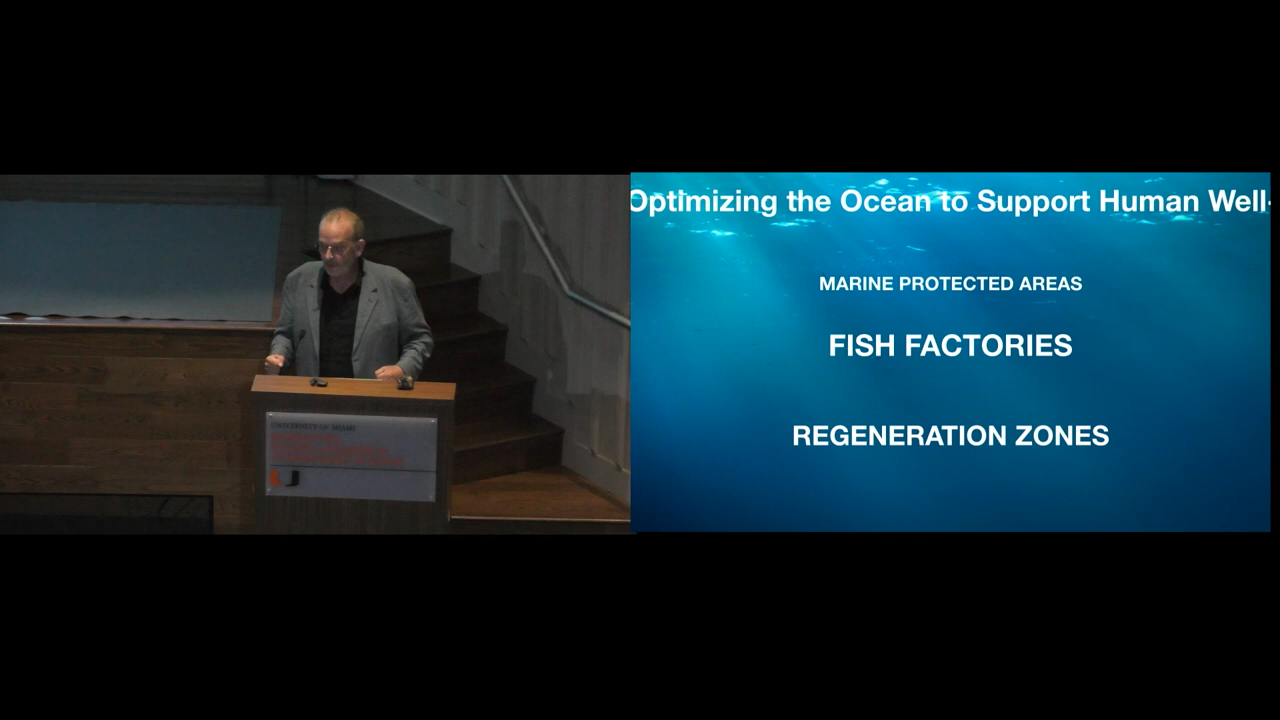 Optimizing the Ocean to Support Human Well-
MARINE PROTECTED AREAS
FISH FACTORIES
REGENERATION ZONES
UNIVERSITY OF MIAMI
U